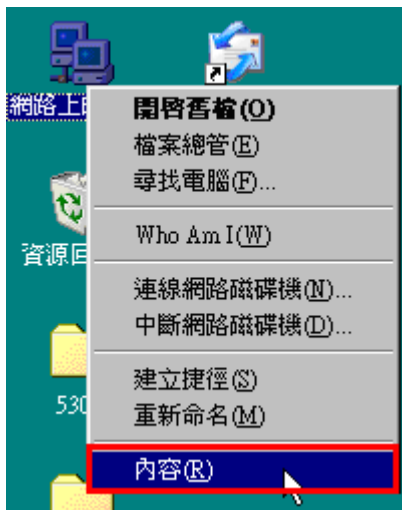 網路上
開啓舊檔(O)
檔案總管(E)
尋找電腦(F)...
Who Am I(W)
資源回
連線網路磁碟機(N)...
中斷網路磁碟機(D)...
建立捷徑(S)
530
重新命名(M)
內容(R)